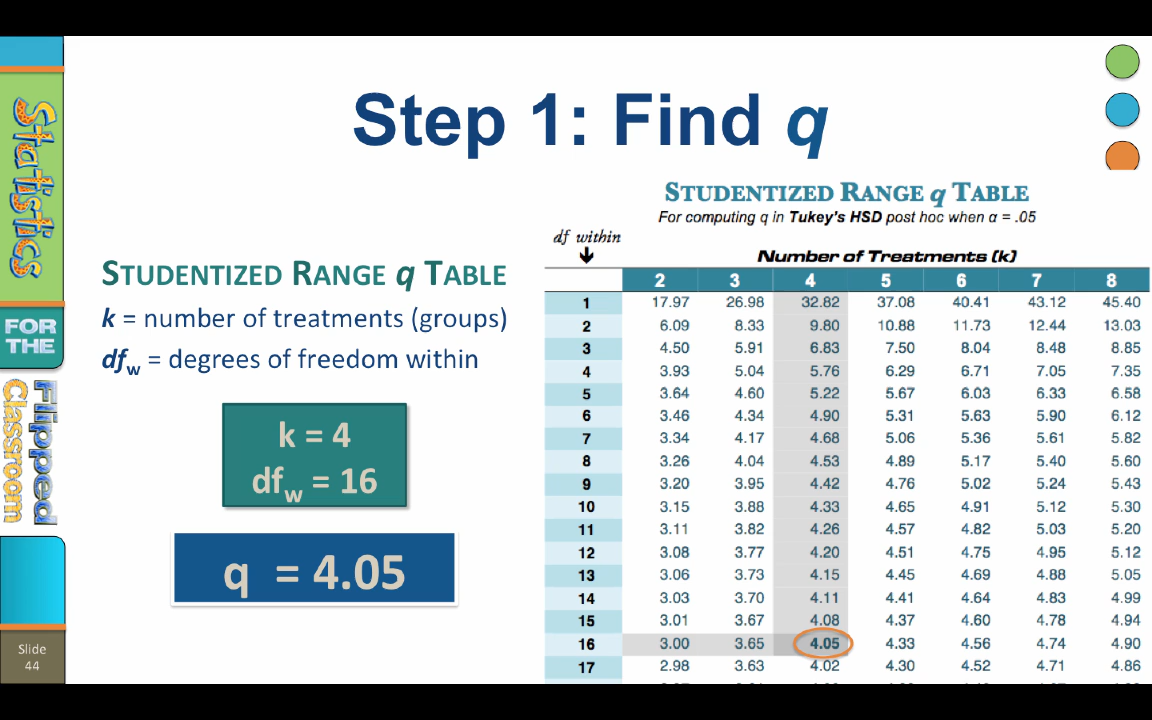 Step 1: Find q
STUDENTIZED RANGE q TABLE
k = number of treatments (groups)
dfw = degrees of freedom within
k = 4
dfw = 16
q = 4.05
STUDENTIZED RANGE q TABLE
For computing q in Tukey's HSD post hoc when α = .05
df within
Number of Treatments (k)
2 3 4 5 6 7 8
1 17.97 26.98 32.82 37.08 40.41 43.12 45.40
2 6.09 8.33 9.80 10.88 11.73 12.44 13.03
3 4.50 5.91 6.83 7.50 8.04 8.48 8.85
4 3.93 5.04 5.76 6.29 6.71 7.05 7.35
5 3.64 4.60 5.22 5.67 6.03 6.33 6.58
6 3.46 4.34 4.90 5.31 5.63 5.90 6.12
7 3.34 4.17 4.68 5.06 5.36 5.61 5.82
8 3.26 4.04 4.53 4.89 5.17 5.40 5.60
9 3.20 3.95 4.42 4.76 5.02 5.24 5.43
10 3.15 3.88 4.33 4.65 4.91 5.12 5.30
11 3.11 3.82 4.26 4.57 4.82 5.03 5.20
12 3.08 3.77 4.20 4.51 4.75 4.95 5.12
13 3.06 3.73 4.15 4.45 4.69 4.88 5.05
14 3.03 3.70 4.11 4.41 4.64 4.83 4.99
15 3.01 3.67 4.08 4.37 4.60 4.78 4.94
16 3.00 3.65 4.05 4.33 4.56 4.74 4.90
17 2.98 3.63 4.02 4.30 4.52 4.71 4.86
Statistics
FOR
THE
Flipped
Classroom
Slide
44